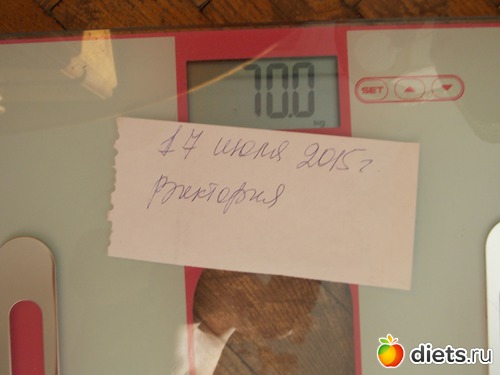 70.0
kg
SET
17 июля 2015г.
Виктория
diets.ru